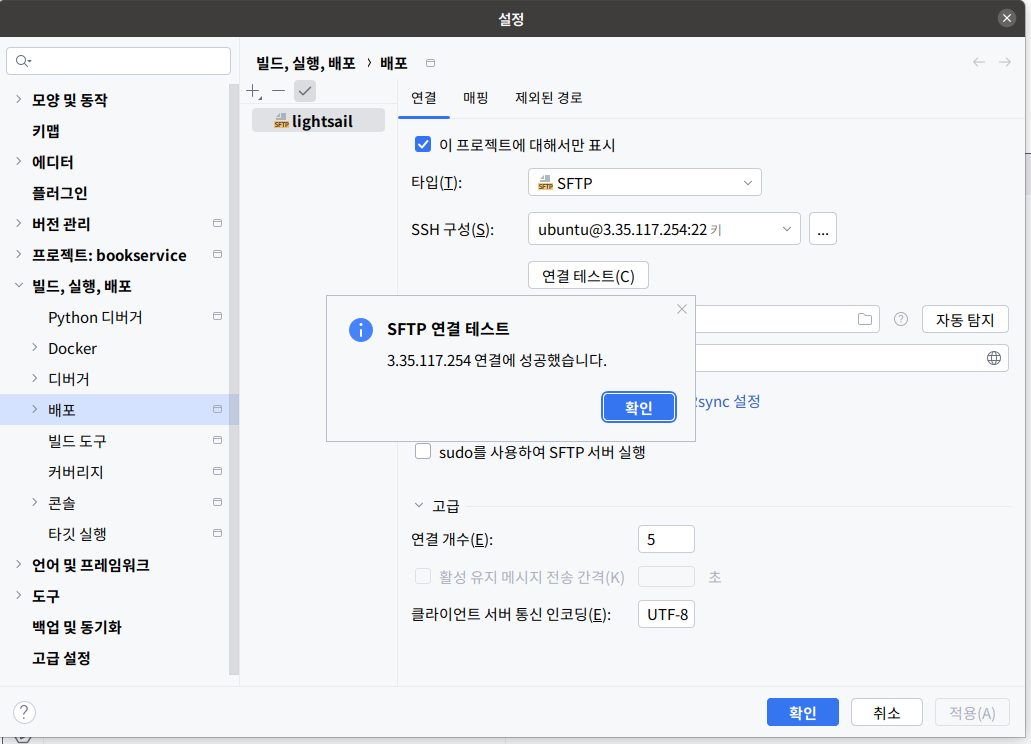 설정
빌드, 실행, 배포 › 배포
모양 및 동작
키맵
에디터
플러그인
버전 관리
프로젝트: bookservice
빌드, 실행, 배포
Python 디버거
Docker
디버거
배포
빌드 도구
커버리지
콘솔
타깃 실행
언어 및 프레임워크
도구
백업 및 동기화
고급 설정
SFTP lightsail
연결 매핑 제외된 경로
이 프로젝트에 대해서만 표시
타입(T): SFTP SFTP
SSH 구성(S): ubuntu@3.35.117.254:22 키 ...
연결 테스트(C)
자동 탐지
SFTP 연결 테스트
3.35.117.254 연결에 성공했습니다.
확인
sync 설정
sudo를 사용하여 SFTP 서버 실행
고급
연결 개수(E): 5
활성 유지 메시지 전송 간격(K) 초
클라이언트 서버 통신 인코딩(E): UTF-8
? 확인 취소 적용(A)